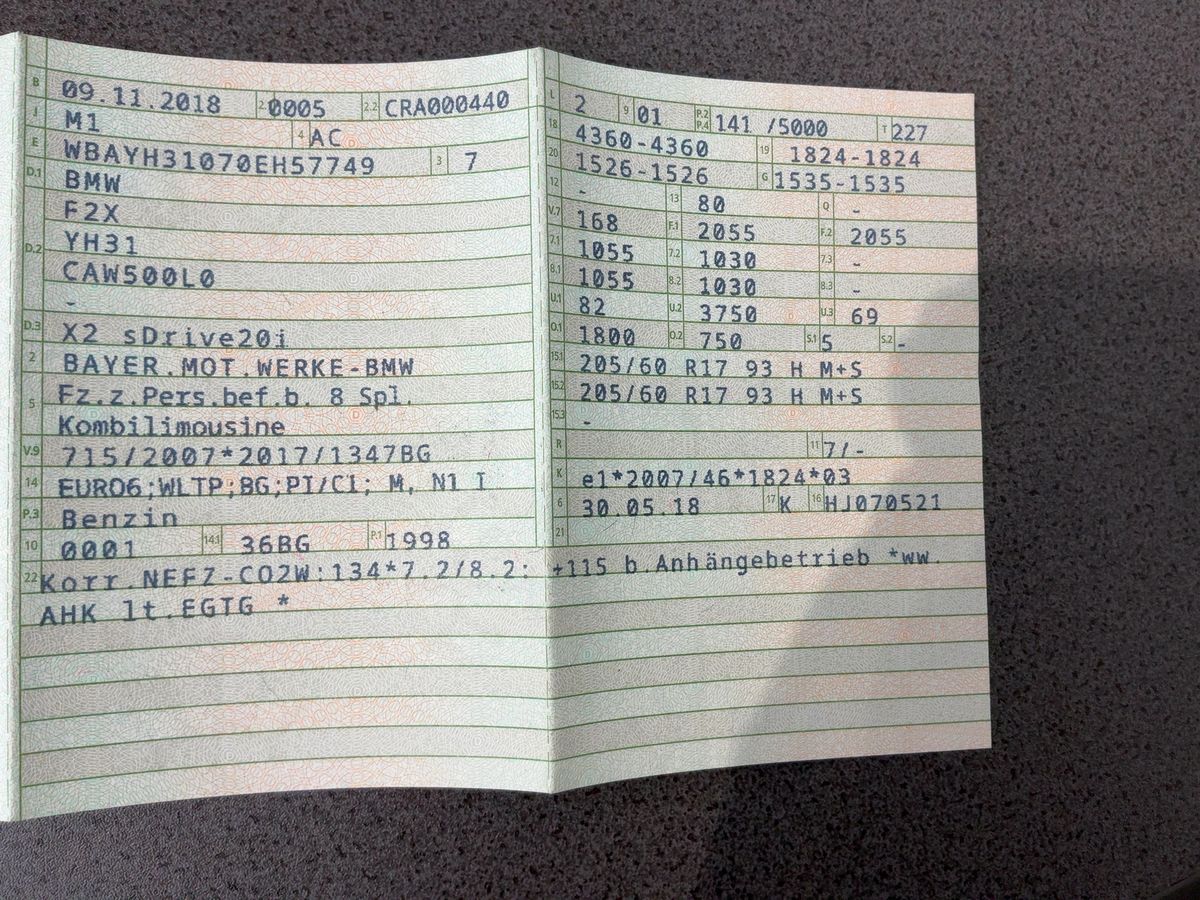 B 09.11.2018 2.1 0005 2.2 CRA000440
J M1 4 AC
E WBAYH31070EH57749 3 7
D.1 BMW
F2X
D.2 YH31
CAW500L0
-
D.3 X2 sDrive20i
2 BAYER.MOT.WERKE-BMW
5 Fz.z.Pers.bef.b. 8 Spl.
Kombilimousine
V.9 715/2007*2017/1347BG
14 EURO6;WLTP;BG;PI/CI; M, N1 I
P.3 Benzin
10 0001 14.1 36BG P.1 1998
L 2 9 01 P.2 P.4 141 /5000 T 227
18 4360-4360 19 1824-1824
20 1526-1526 G 1535-1535
12 - 13 80 Q -
V.7 168 F.1 2055 F.2 2055
7.1 1055 7.2 1030 7.3 -
8.1 1055 8.2 1030 8.3 -
U.1 82 U.2 3750 U.3 69
O.1 1800 O.2 750 S.1 5 S.2 -
15.1 205/60 R17 93 H M+S
15.2 205/60 R17 93 H M+S
15.3 -
R 11 7/-
K e1*2007/46*1824*03
6 30.05.18 17 K 16 HJ070521
21
22 Korr.NEFZ-CO2W:134*7.2/8.2: +115 b.Anhängebetrieb *ww.
AHK lt.EGTG *